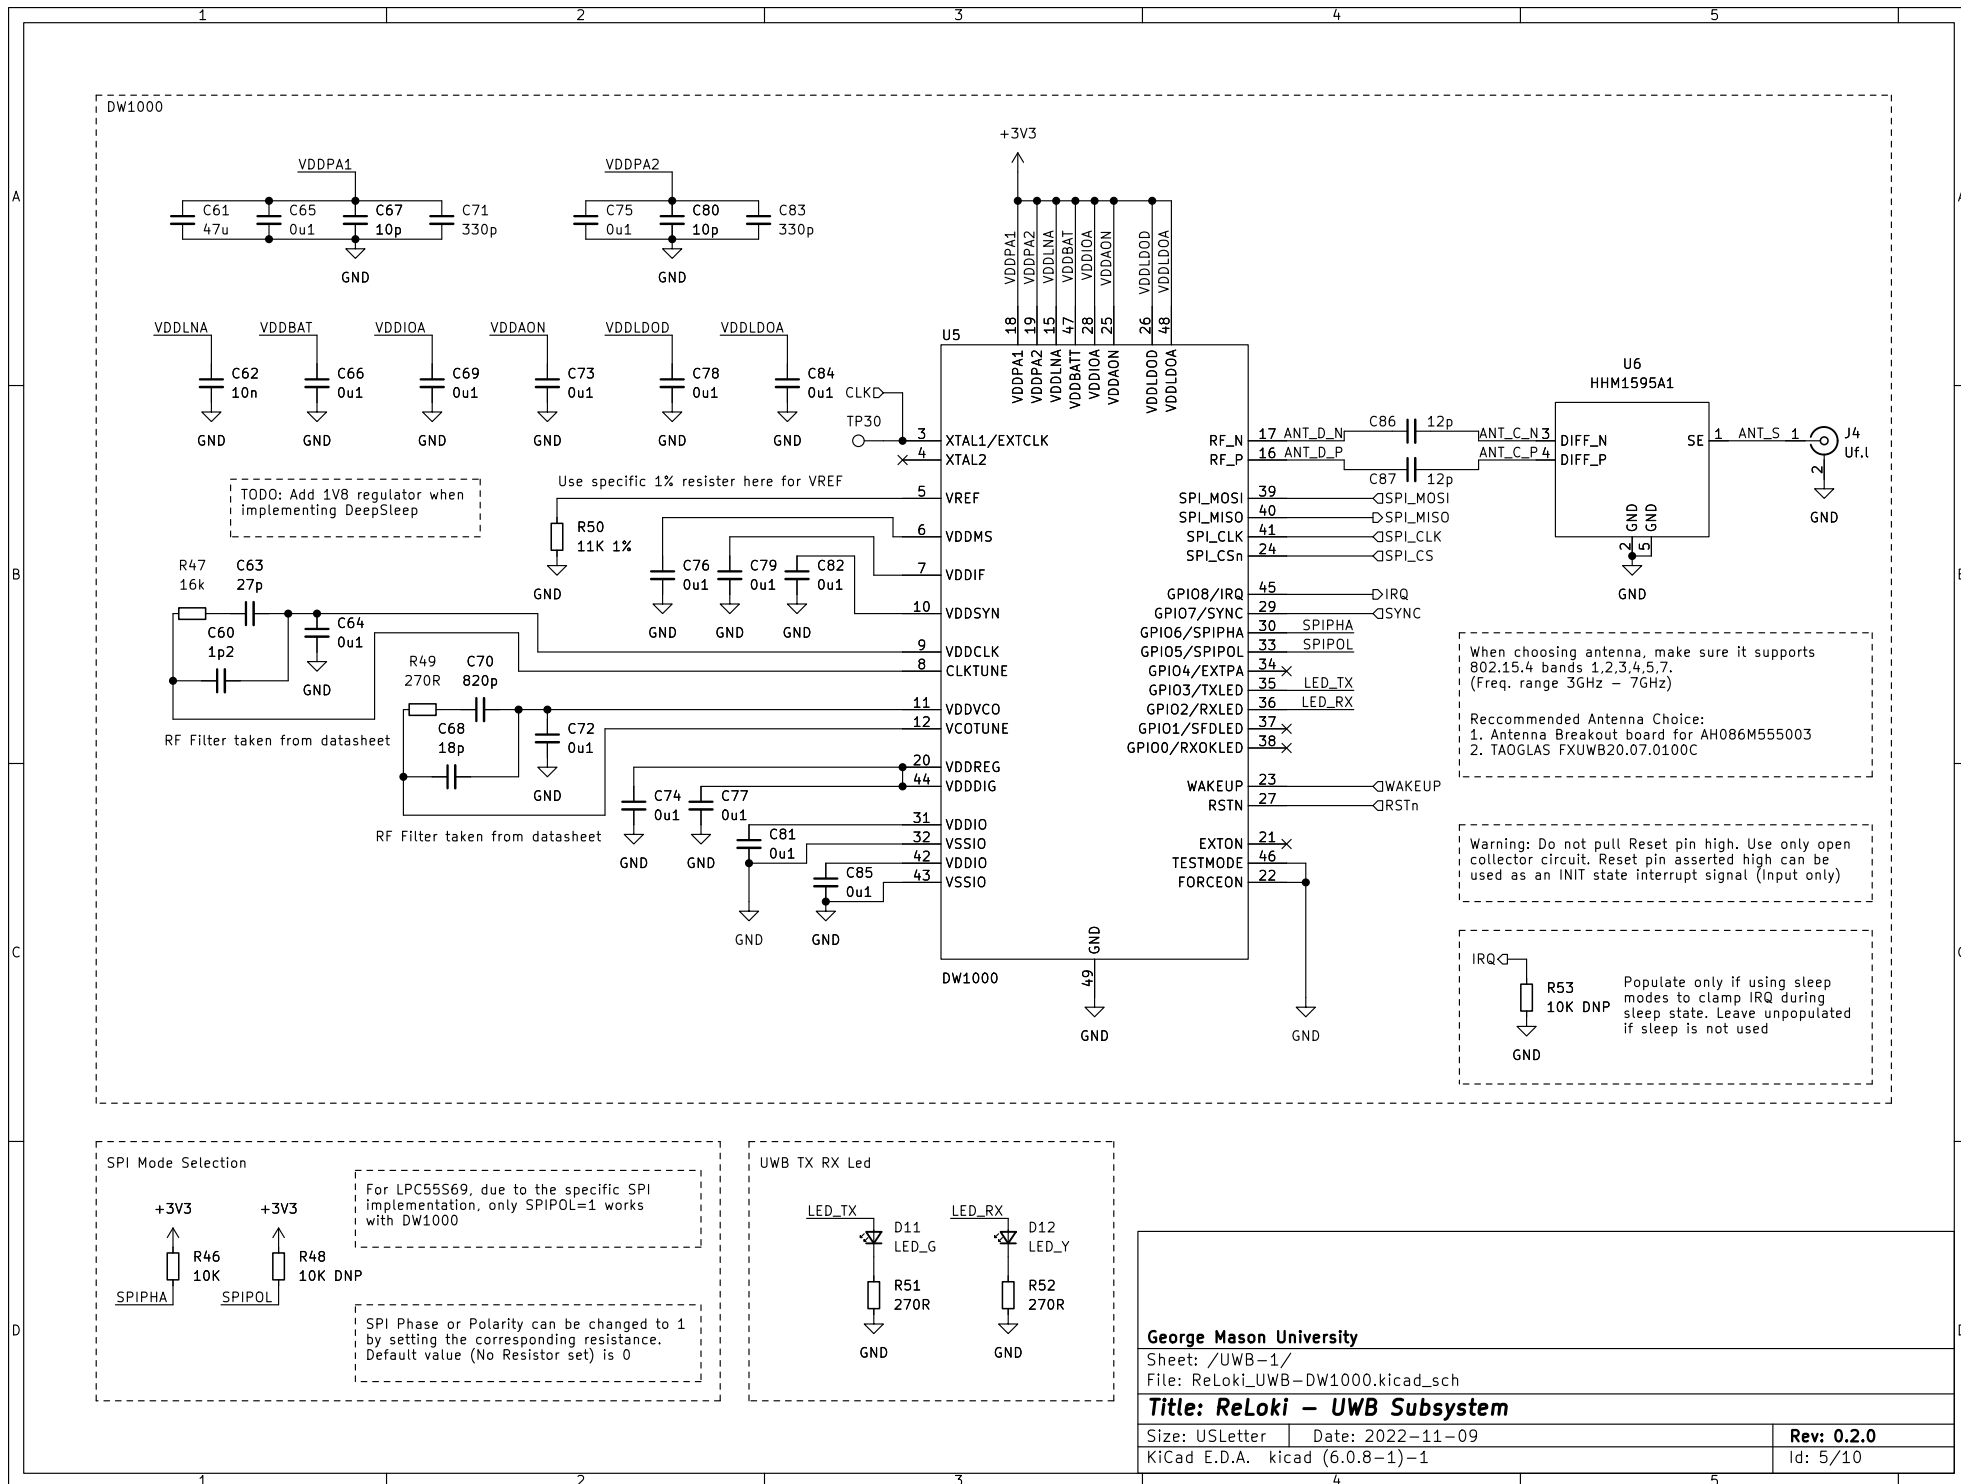 1 2 3 4 5
DW1000
+3V3
VDDPA1
VDDPA2
A
C61 C65 C67 C71
47u 0u1 10p 330p
C75 C80 C83
0u1 10p 330p
GND
GND
VDDPA1
VDDPA2
VDDLNA
VDDBAT
VDDIOA
VDDAON
VDDLDOD
VDDLDOA
VDDLNA VDDBAT VDDIOA VDDAON VDDLDOD VDDLDOA
C62 C66 C69 C73 C78 C84
10n 0u1 0u1 0u1 0u1 0u1
GND GND GND GND GND GND
U5
18 19 15 47 28 25 26 48
VDDPA1
VDDPA2
VDDLNA
VDDBATT
VDDIOA
VDDAON
VDDLDOD
VDDLDOA
CLK
TP30
3 XTAL1/EXTCLK
4 XTAL2
Use specific 1% resister here for VREF
5 VREF
TODO: Add 1V8 regulator when
implementing DeepSleep
R50
11K 1%
GND
6 VDDMS
7 VDDIF
10 VDDSYN
C76 C79 C82
0u1 0u1 0u1
GND GND GND
B
R47 C63
16k 27p
C60
1p2
C64
0u1
GND
RF Filter taken from datasheet
9 VDDCLK
8 CLKTUNE
R49 C70
270R 820p
C68
18p
C72
0u1
GND
RF Filter taken from datasheet
11 VDDVCO
12 VCOTUNE
20 VDDREG
44 VDDDIG
C74 C77
0u1 0u1
GND GND
31 VDDIO
32 VSSIO
42 VDDIO
43 VSSIO
C81
0u1
C85
0u1
GND GND
C
DW1000
GND
49
GND
RF_N 17 ANT_D_N C86 12p ANT_C_N 3 DIFF_N
RF_P 16 ANT_D_P C87 12p ANT_C_P 4 DIFF_P
U6
HHM1595A1
SE 1 ANT_S 1 J4
Uf.l
2
GND
GND GND
2 5
GND
SPI_MOSI 39 SPI_MOSI
SPI_MISO 40 SPI_MISO
SPI_CLK 41 SPI_CLK
SPI_CSn 24 SPI_CS
GPIO8/IRQ 45 IRQ
GPIO7/SYNC 29 SYNC
GPIO6/SPIPHA 30 SPIPHA
GPIO5/SPIPOL 33 SPIPOL
GPIO4/EXTPA 34
GPIO3/TXLED 35 LED_TX
GPIO2/RXLED 36 LED_RX
GPIO1/SFDLED 37
GPIO0/RXOKLED 38
WAKEUP 23 WAKEUP
RSTN 27 RSTn
EXTON 21
TESTMODE 46
FORCEON 22
GND
When choosing antenna, make sure it supports
802.15.4 bands 1,2,3,4,5,7.
(Freq. range 3GHz – 7GHz)
Reccommended Antenna Choice:
1. Antenna Breakout board for AH086M555003
2. TAOGLAS FXUWB20.07.0100C
Warning: Do not pull Reset pin high. Use only open
collector circuit. Reset pin asserted high can be
used as an INIT state interrupt signal (Input only)
IRQ
R53
10K DNP
GND
Populate only if using sleep
modes to clamp IRQ during
sleep state. Leave unpopulated
if sleep is not used
SPI Mode Selection
+3V3 +3V3
R46 R48
10K 10K DNP
SPIPHA SPIPOL
For LPC55S69, due to the specific SPI
implementation, only SPIPOL=1 works
with DW1000
SPI Phase or Polarity can be changed to 1
by setting the corresponding resistance.
Default value (No Resistor set) is 0
D
UWB TX RX Led
LED_TX LED_RX
D11 D12
LED_G LED_Y
R51 R52
270R 270R
GND GND
George Mason University
Sheet: /UWB-1/
File: ReLoki_UWB-DW1000.kicad_sch
Title: ReLoki – UWB Subsystem
Size: USLetter Date: 2022-11-09 Rev: 0.2.0
KiCad E.D.A. kicad (6.0.8-1)-1 Id: 5/10
1 2 3 4 5